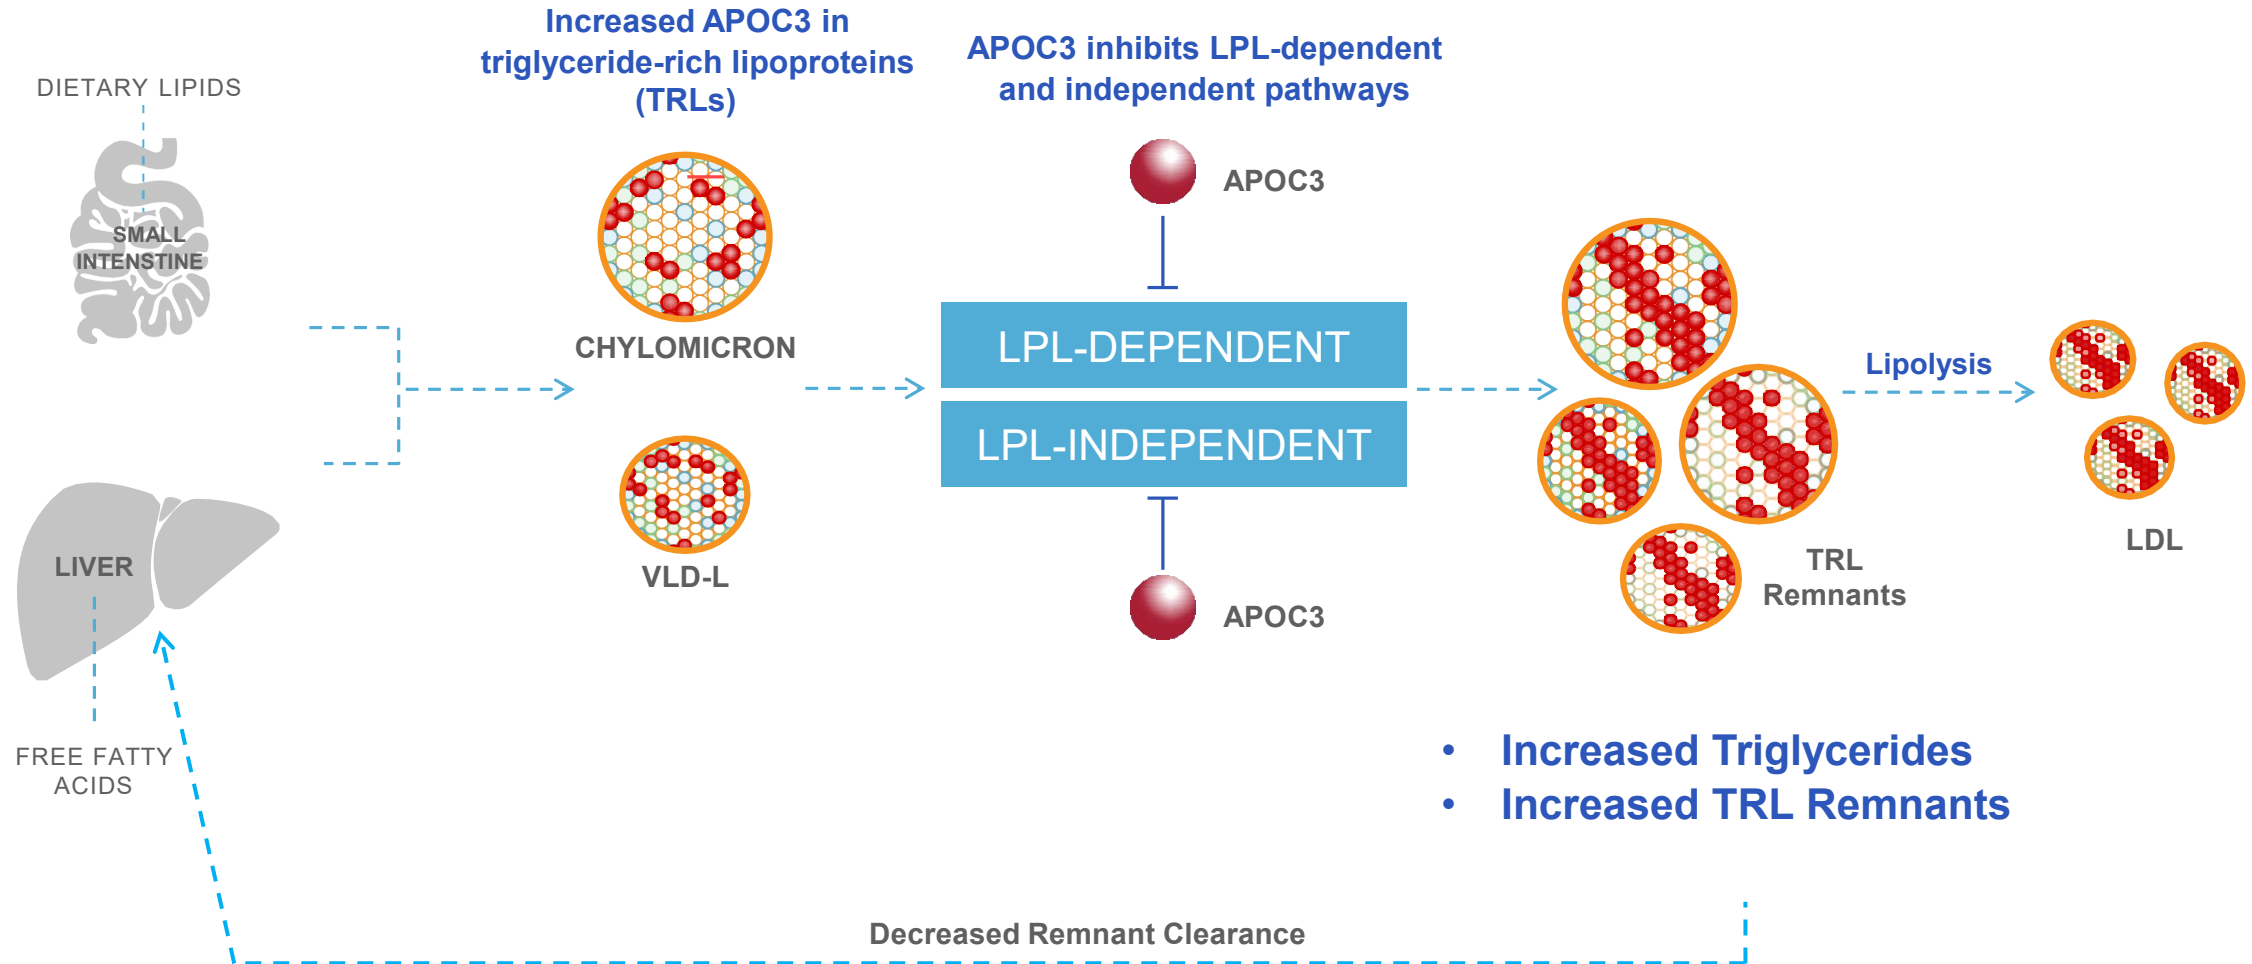 DIETARY LIPIDS
SMALL
INTENSTINE
LIVER
FREE FATTY
ACIDS
Increased APOC3 in
triglyceride-rich lipoproteins
(TRLs)
CHYLOMICRON
VLD-L
APOC3 inhibits LPL-dependent
and independent pathways
APOC3
LPL-DEPENDENT
LPL-INDEPENDENT
APOC3
TRL
Remnants
Lipolysis
LDL
• Increased Triglycerides
• Increased TRL Remnants
Decreased Remnant Clearance